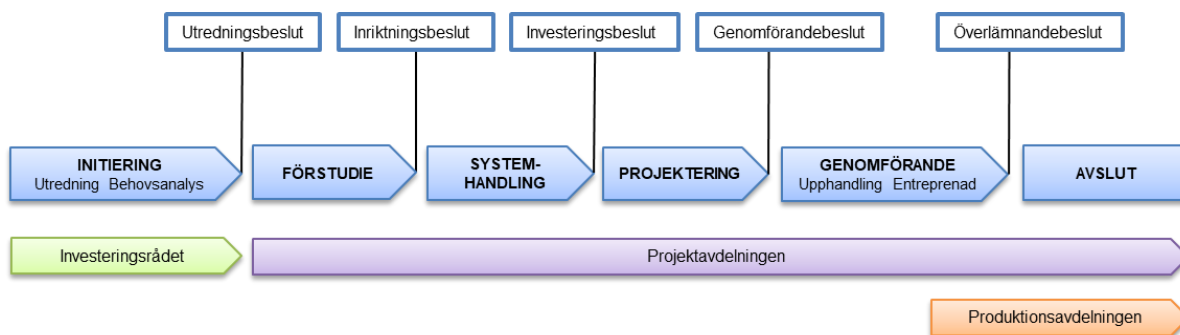 Utredningsbeslut
Inriktningsbeslut
Investeringsbeslut
Genomförandebeslut
Överlämnandebeslut
INITIERING
Utredning Behovsanalys
FÖRSTUDIE
SYSTEM-
HANDLING
PROJEKTERING
GENOMFÖRANDE
Upphandling Entreprenad
AVSLUT
Investeringsrådet
Projektavdelningen
Produktionsavdelningen